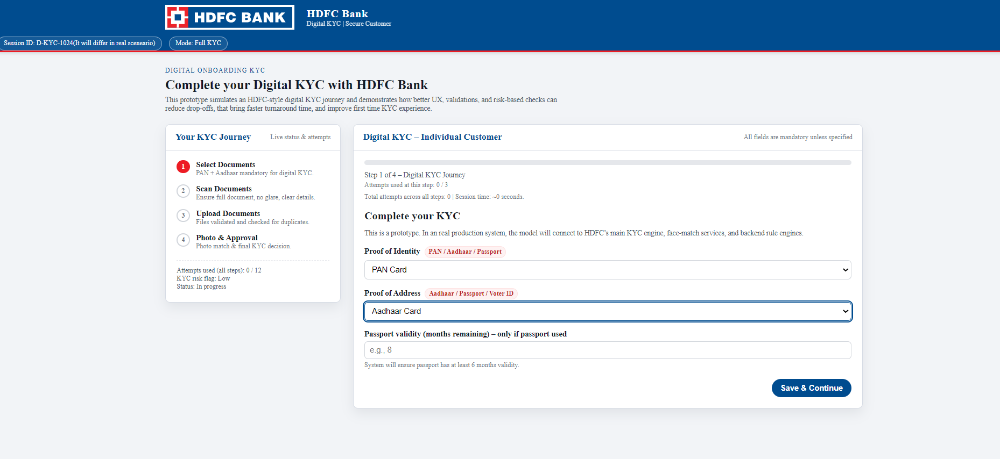 HDFC BANK
HDFC Bank
Digital KYC | Secure Customer
Session ID: D-KYC-1024(It will differ in real sceneario)
Mode: Full KYC
DIGITAL ONBOARDING KYC
Complete your Digital KYC with HDFC Bank
This prototype simulates an HDFC-style digital KYC journey and demonstrates how better UX, validations, and risk-based checks can
reduce drop-offs, that bring faster turnaround time, and improve first time KYC experience.
Your KYC Journey
Live status & attempts
1
Select Documents
PAN + Aadhaar mandatory for digital KYC.
2
Scan Documents
Ensure full document, no glare, clear details.
3
Upload Documents
Files validated and checked for duplicates.
4
Photo & Approval
Photo match & final KYC decision.
Attempts used (all steps): 0 / 12
KYC risk flag: Low
Status: In progress
Digital KYC – Individual Customer
All fields are mandatory unless specified
Step 1 of 4 – Digital KYC Journey
Attempts used at this step: 0 / 3
Total attempts across all steps: 0 | Session time: ~0 seconds.
Complete your KYC
This is a prototype. In an real production system, the model will connect to HDFC’s main KYC engine, face-match services, and backend rule engines.
Proof of Identity
PAN / Aadhaar / Passport
PAN Card
Proof of Address
Aadhaar / Passport / Voter ID
Aadhaar Card
Passport validity (months remaining) – only if passport used
e.g., 8
System will ensure passport has at least 6 months validity.
Save & Continue